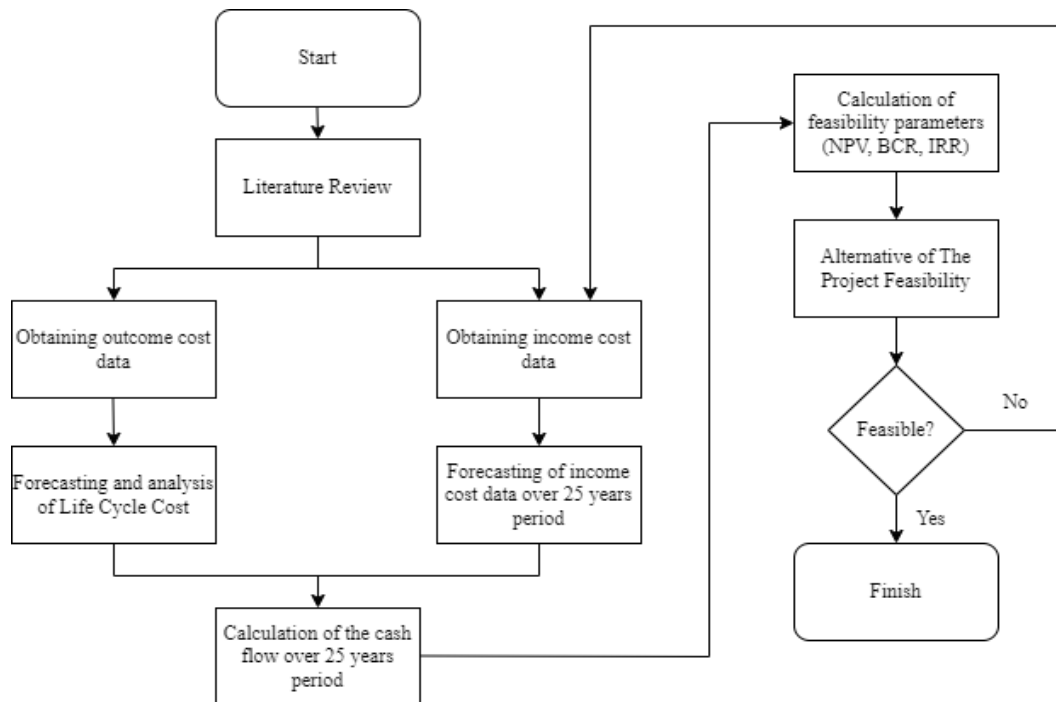 Start
Literature Review
Obtaining outcome cost
data
Obtaining income cost
data
Forecasting and analysis
of Life Cycle Cost
Forecasting of income
cost data over 25 years
period
Calculation of the cash
flow over 25 years
period
Calculation of
feasibility parameters
(NPV, BCR, IRR)
Alternative of The
Project Feasibility
Feasible?
No
Yes
Finish